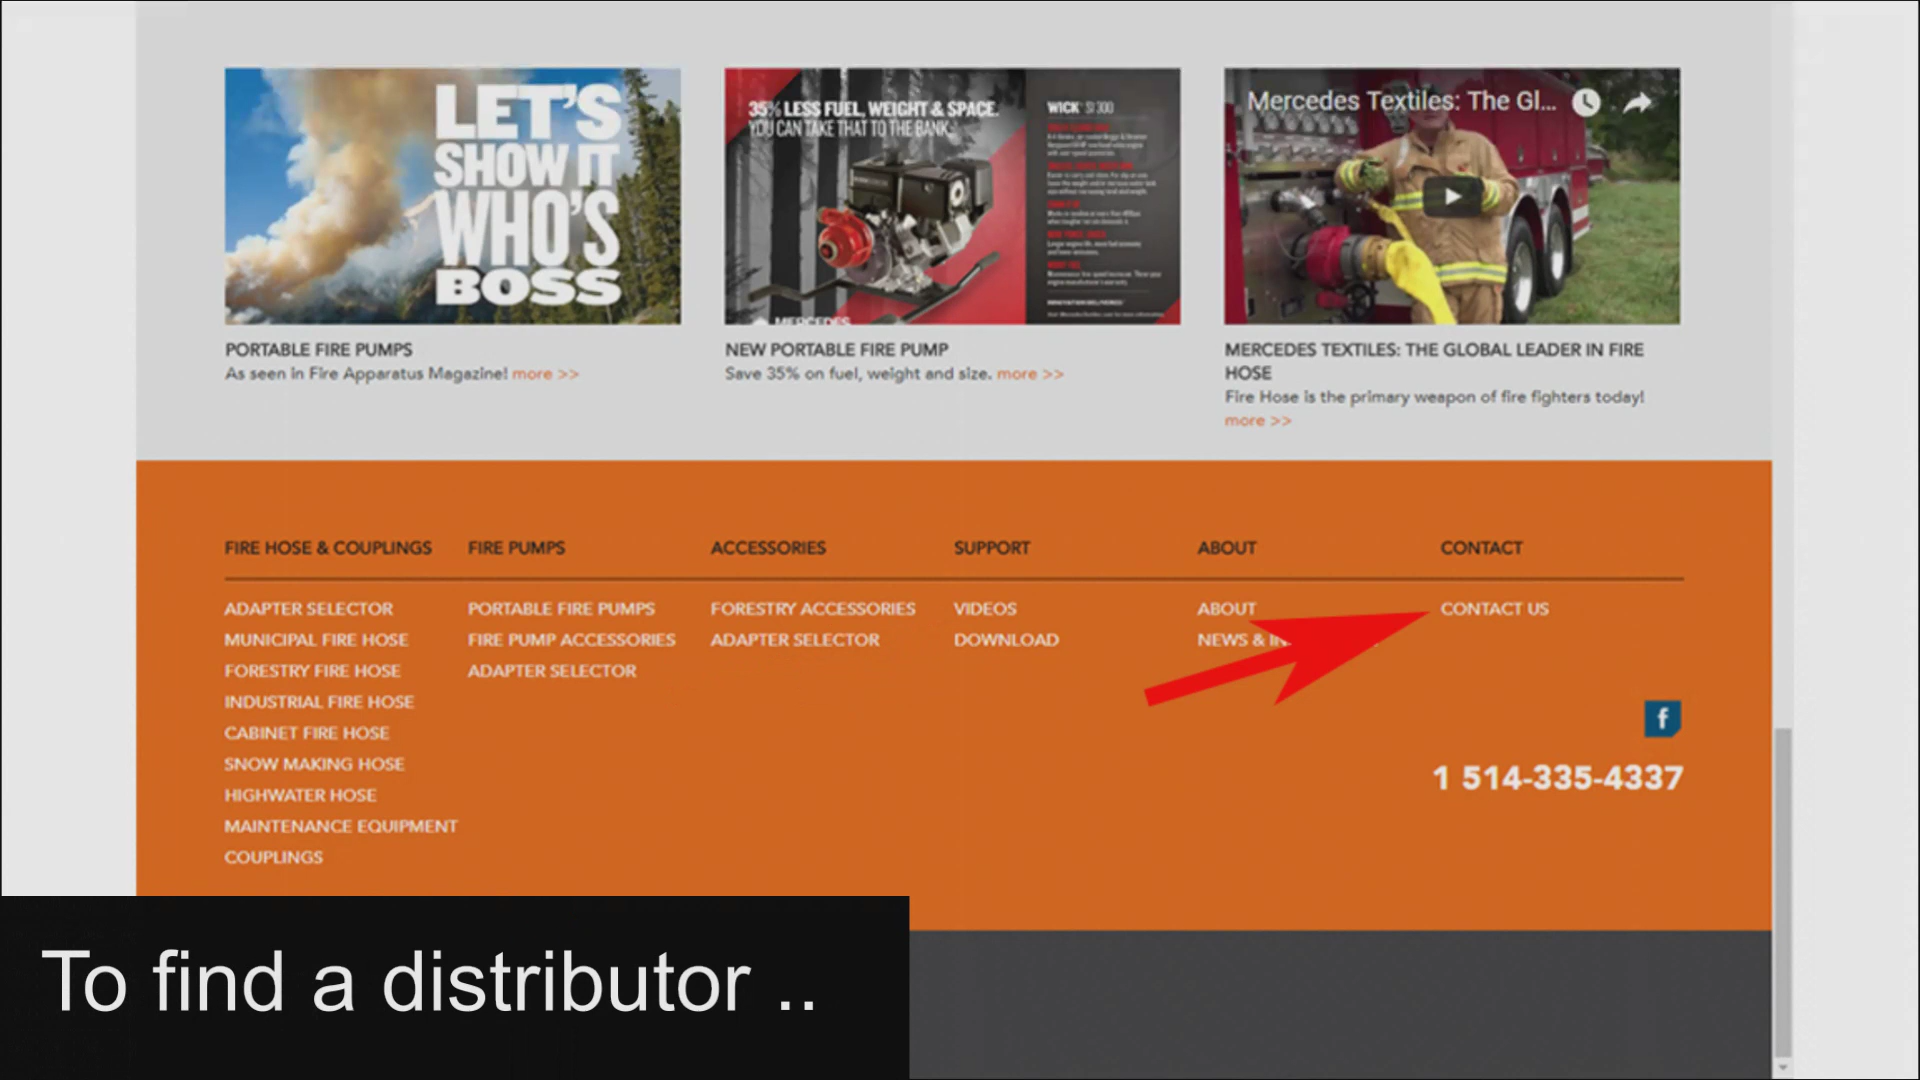 LET'S
SHOW IT
WHO'S
BOSS
35% LESS FUEL, WEIGHT & SPACE.
YOU CAN TAKE THAT TO THE BANK.
WICK SI 300
MERCEDES
Mercedes Textiles: The Gl...
PORTABLE FIRE PUMPS
As seen in Fire Apparatus Magazine! more >>
NEW PORTABLE FIRE PUMP
Save 35% on fuel, weight and size. more >>
MERCEDES TEXTILES: THE GLOBAL LEADER IN FIRE
HOSE
Fire Hose is the primary weapon of fire fighters today!
more >>
FIRE HOSE & COUPLINGS
ADAPTER SELECTOR
MUNICIPAL FIRE HOSE
FORESTRY FIRE HOSE
INDUSTRIAL FIRE HOSE
CABINET FIRE HOSE
SNOW MAKING HOSE
HIGHWATER HOSE
MAINTENANCE EQUIPMENT
COUPLINGS
FIRE PUMPS
PORTABLE FIRE PUMPS
FIRE PUMP ACCESSORIES
ADAPTER SELECTOR
ACCESSORIES
FORESTRY ACCESSORIES
ADAPTER SELECTOR
SUPPORT
VIDEOS
DOWNLOAD
ABOUT
ABOUT
NEWS &
CONTACT
CONTACT US
f
1 514-335-4337
To find a distributor ..